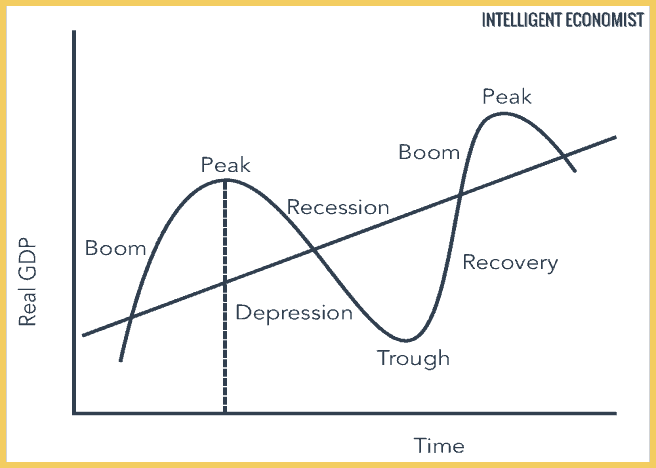 INTELLIGENT ECONOMIST
Peak
Boom
Peak
Recession
Boom
Real GDP
Recovery
Depression
Trough
Time